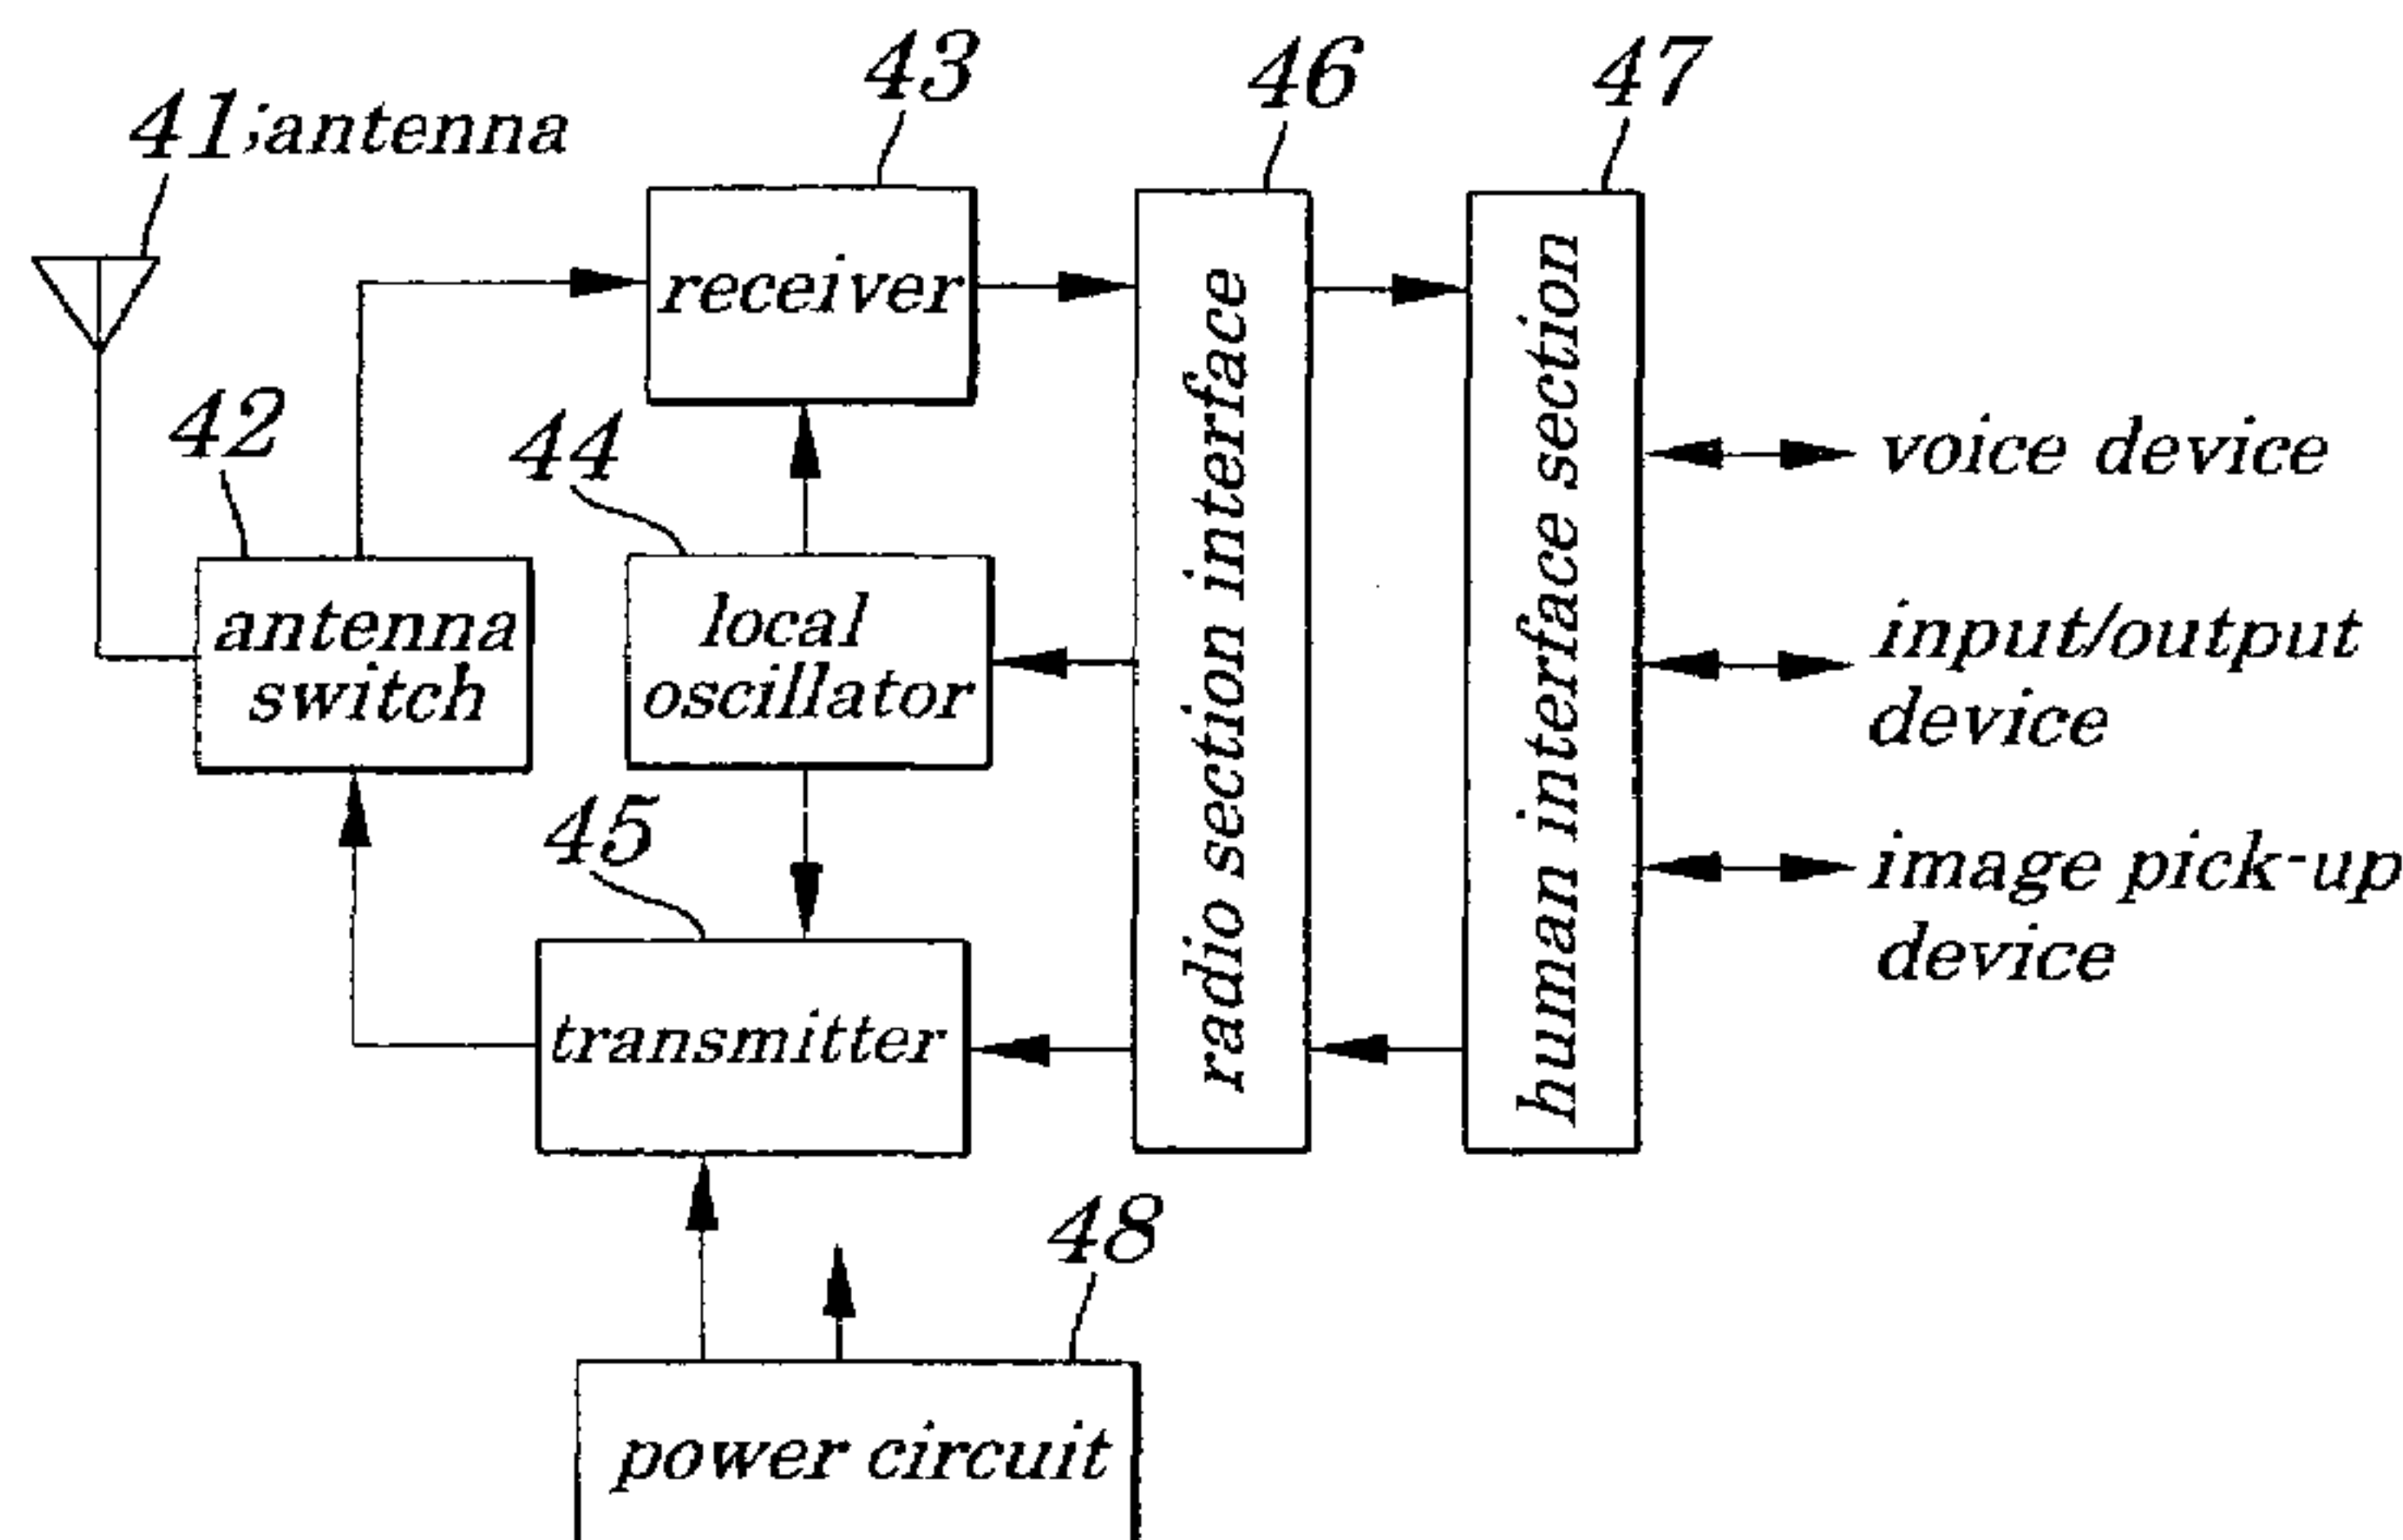 43
46
47
41;antenna
receiver
42
44
antenna
switch
local
oscillator
radio section interface
human interface section
voice device
input/output
device
45
image pick-up
device
transmitter
48
power circuit